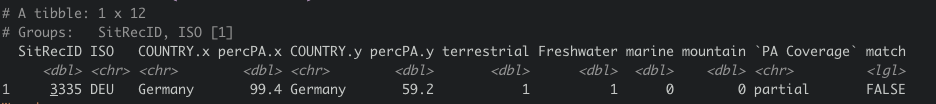 # A tibble: 1 x 12
# Groups:   SitRecID, ISO [1]
  SitRecID ISO   COUNTRY.x percPA.x COUNTRY.y percPA.y terrestrial Freshwater marine mountain `PA Coverage` match
     <dbl> <chr> <chr>        <dbl> <chr>        <dbl>       <dbl>      <dbl>  <dbl>    <dbl> <chr>         <lgl>
1     3335 DEU   Germany       99.4 Germany       59.2           1          1      0        0 partial       FALSE